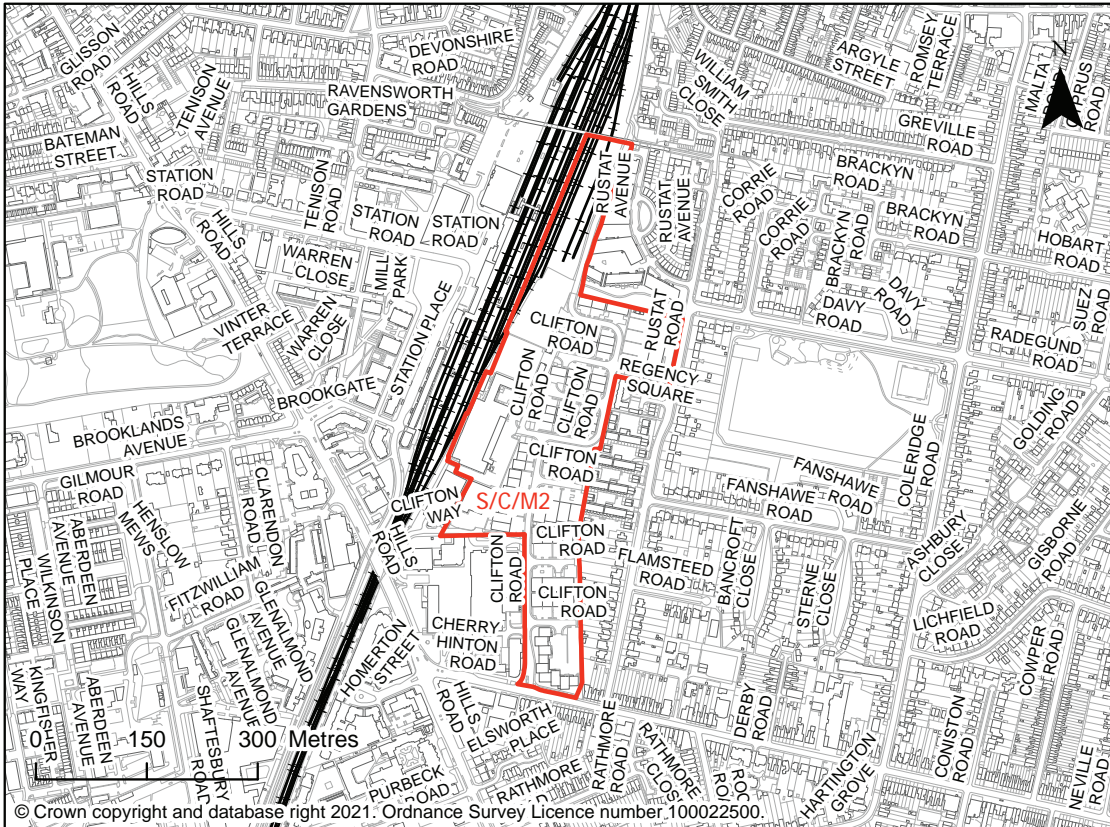 GLISSON
ROAD
HILLS
ROAD
TENISON
AVENUE
DEVONSHIRE
ROAD
RAVENSWORTH
GARDENS
WILLIAM
SMITH
CLOSE
ARGYLE
STREET
ROMSEY
TERRACE
MALTA
ROAD
N
BATEMAN
STREET
STATION
ROAD
TENISON
ROAD
STATION
ROAD
STATION
ROAD
RUSTAT
AVENUE
RUSTAT
AVENUE
GREVILLE
ROAD
BRACKYN
ROAD
CORRIE
ROAD
CORRIE
ROAD
BRACKYN
ROAD
BRACKYN
ROAD
HOBART
ROAD
HILLS
ROAD
WARREN
CLOSE
MILL
PARK
VINTER
TERRACE
WARREN
CLOSE
STATION PLACE
BROOKGATE
CLIFTON
ROAD
RUSTAT
ROAD
DAVY
ROAD
DAVY
ROAD
SUEZ
ROAD
RADEGUND
ROAD
REGENCY
SQUARE
CLIFTON
ROAD
CLIFTON
ROAD
BROOKLANDS
AVENUE
GILMOUR
ROAD
CLARENDON
ROAD
HENSLOW
MEWS
ABERDEEN
AVENUE
WILKINSON
PLACE
FITZWILLIAM
ROAD
GLENALMOND
AVENUE
GLENALMOND
AVENUE
CLIFTON
WAY
S/C/M2
HILLS
ROAD
CLIFTON
ROAD
CLIFTON
ROAD
CLIFTON
ROAD
CLIFTON
ROAD
COLERIDGE
ROAD
GOLDING
ROAD
FANSHAWE
ROAD
FANSHAWE
ROAD
FLAMSTEED
ROAD
BANCROFT
CLOSE
STERNE
CLOSE
ASHBURY
CLOSE
GISBORNE
ROAD
LICHFIELD
ROAD
COWPER
ROAD
CHERRY
HINTON
ROAD
HOMERTON
STREET
KINGFISHER
WAY
ABERDEEN
AVENUE
SHAFTESBURY
ROAD
HILLS
ROAD
ELSWORTH
PLACE
PURBECK
ROAD
RATHMORE
RATHMORE
ROAD
RATHMORE
CLOSE
DERBY
ROAD
HARTINGTON
GROVE
CONISTON
ROAD
NEVILLE
ROAD
0 150 300 Metres
© Crown copyright and database right 2021. Ordnance Survey Licence number 100022500.